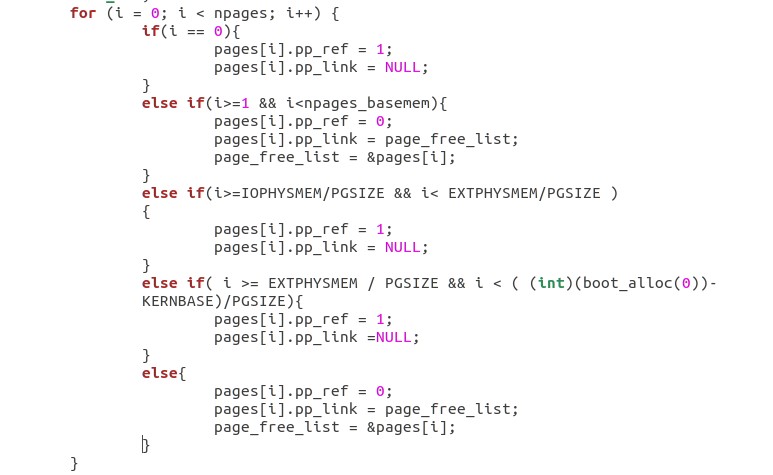 for (i = 0; i < npages; i++) {
if(i == 0){
pages[i].pp_ref = 1;
pages[i].pp_link = NULL;
}
else if(i>=1 && i<npages_basemem){
pages[i].pp_ref = 0;
pages[i].pp_link = page_free_list;
page_free_list = &pages[i];
}
else if(i>=IOPHYSMEM/PGSIZE && i< EXTPHYSMEM/PGSIZE )
{
pages[i].pp_ref = 1;
pages[i].pp_link = NULL;
}
else if( i >= EXTPHYSMEM / PGSIZE && i < ( (int)(boot_alloc(0))-
KERNBASE)/PGSIZE){
pages[i].pp_ref = 1;
pages[i].pp_link =NULL;
}
else{
pages[i].pp_ref = 0;
pages[i].pp_link = page_free_list;
page_free_list = &pages[i];
}
}